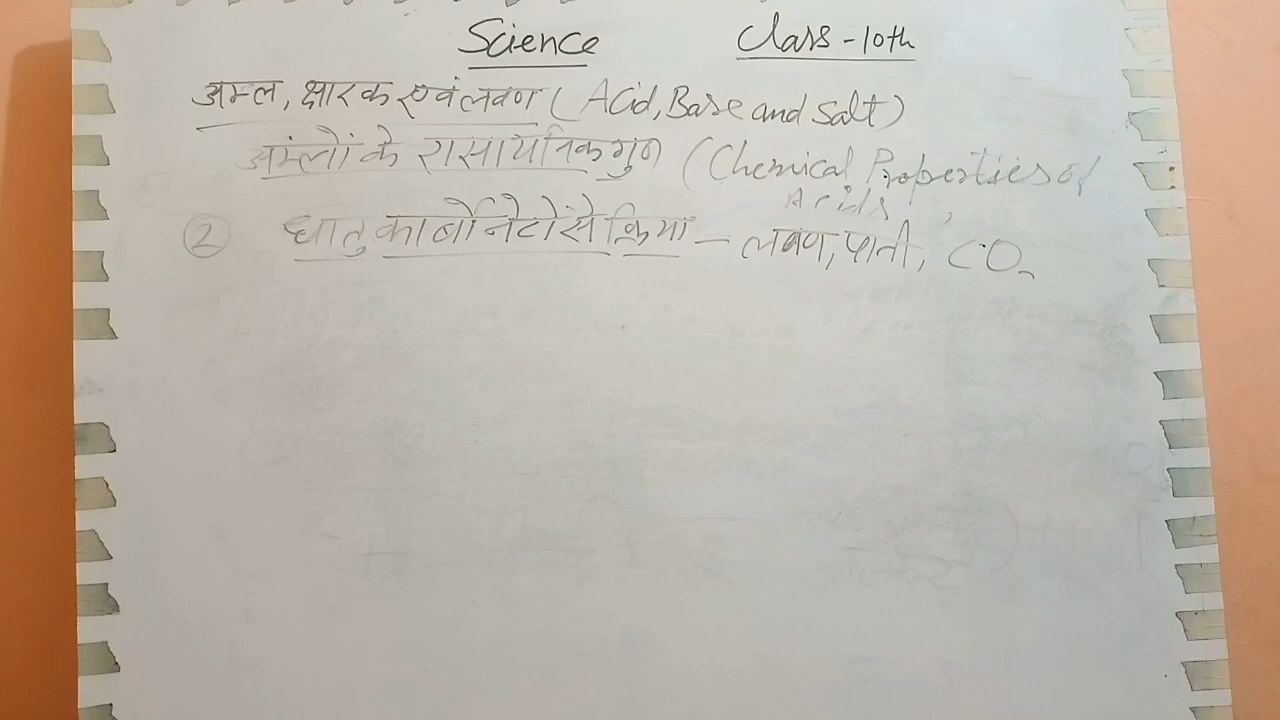 Science Class-10th
अम्ल, क्षारक एवं लवण (Acid, Base and Salt)
अम्लों के रासायनिक गुण (Chemical Properties of
Acids
② धातु कार्बोनेटों से क्रिया – लवण, पानी, CO₂